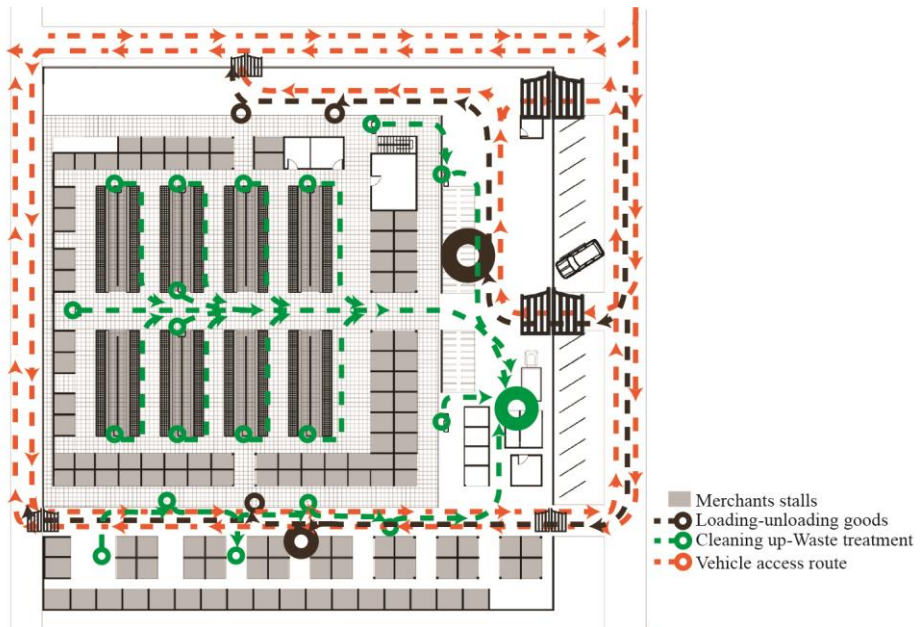 Merchants stalls
Loading-unloading goods
Cleaning up-Waste treatment
Vehicle access route